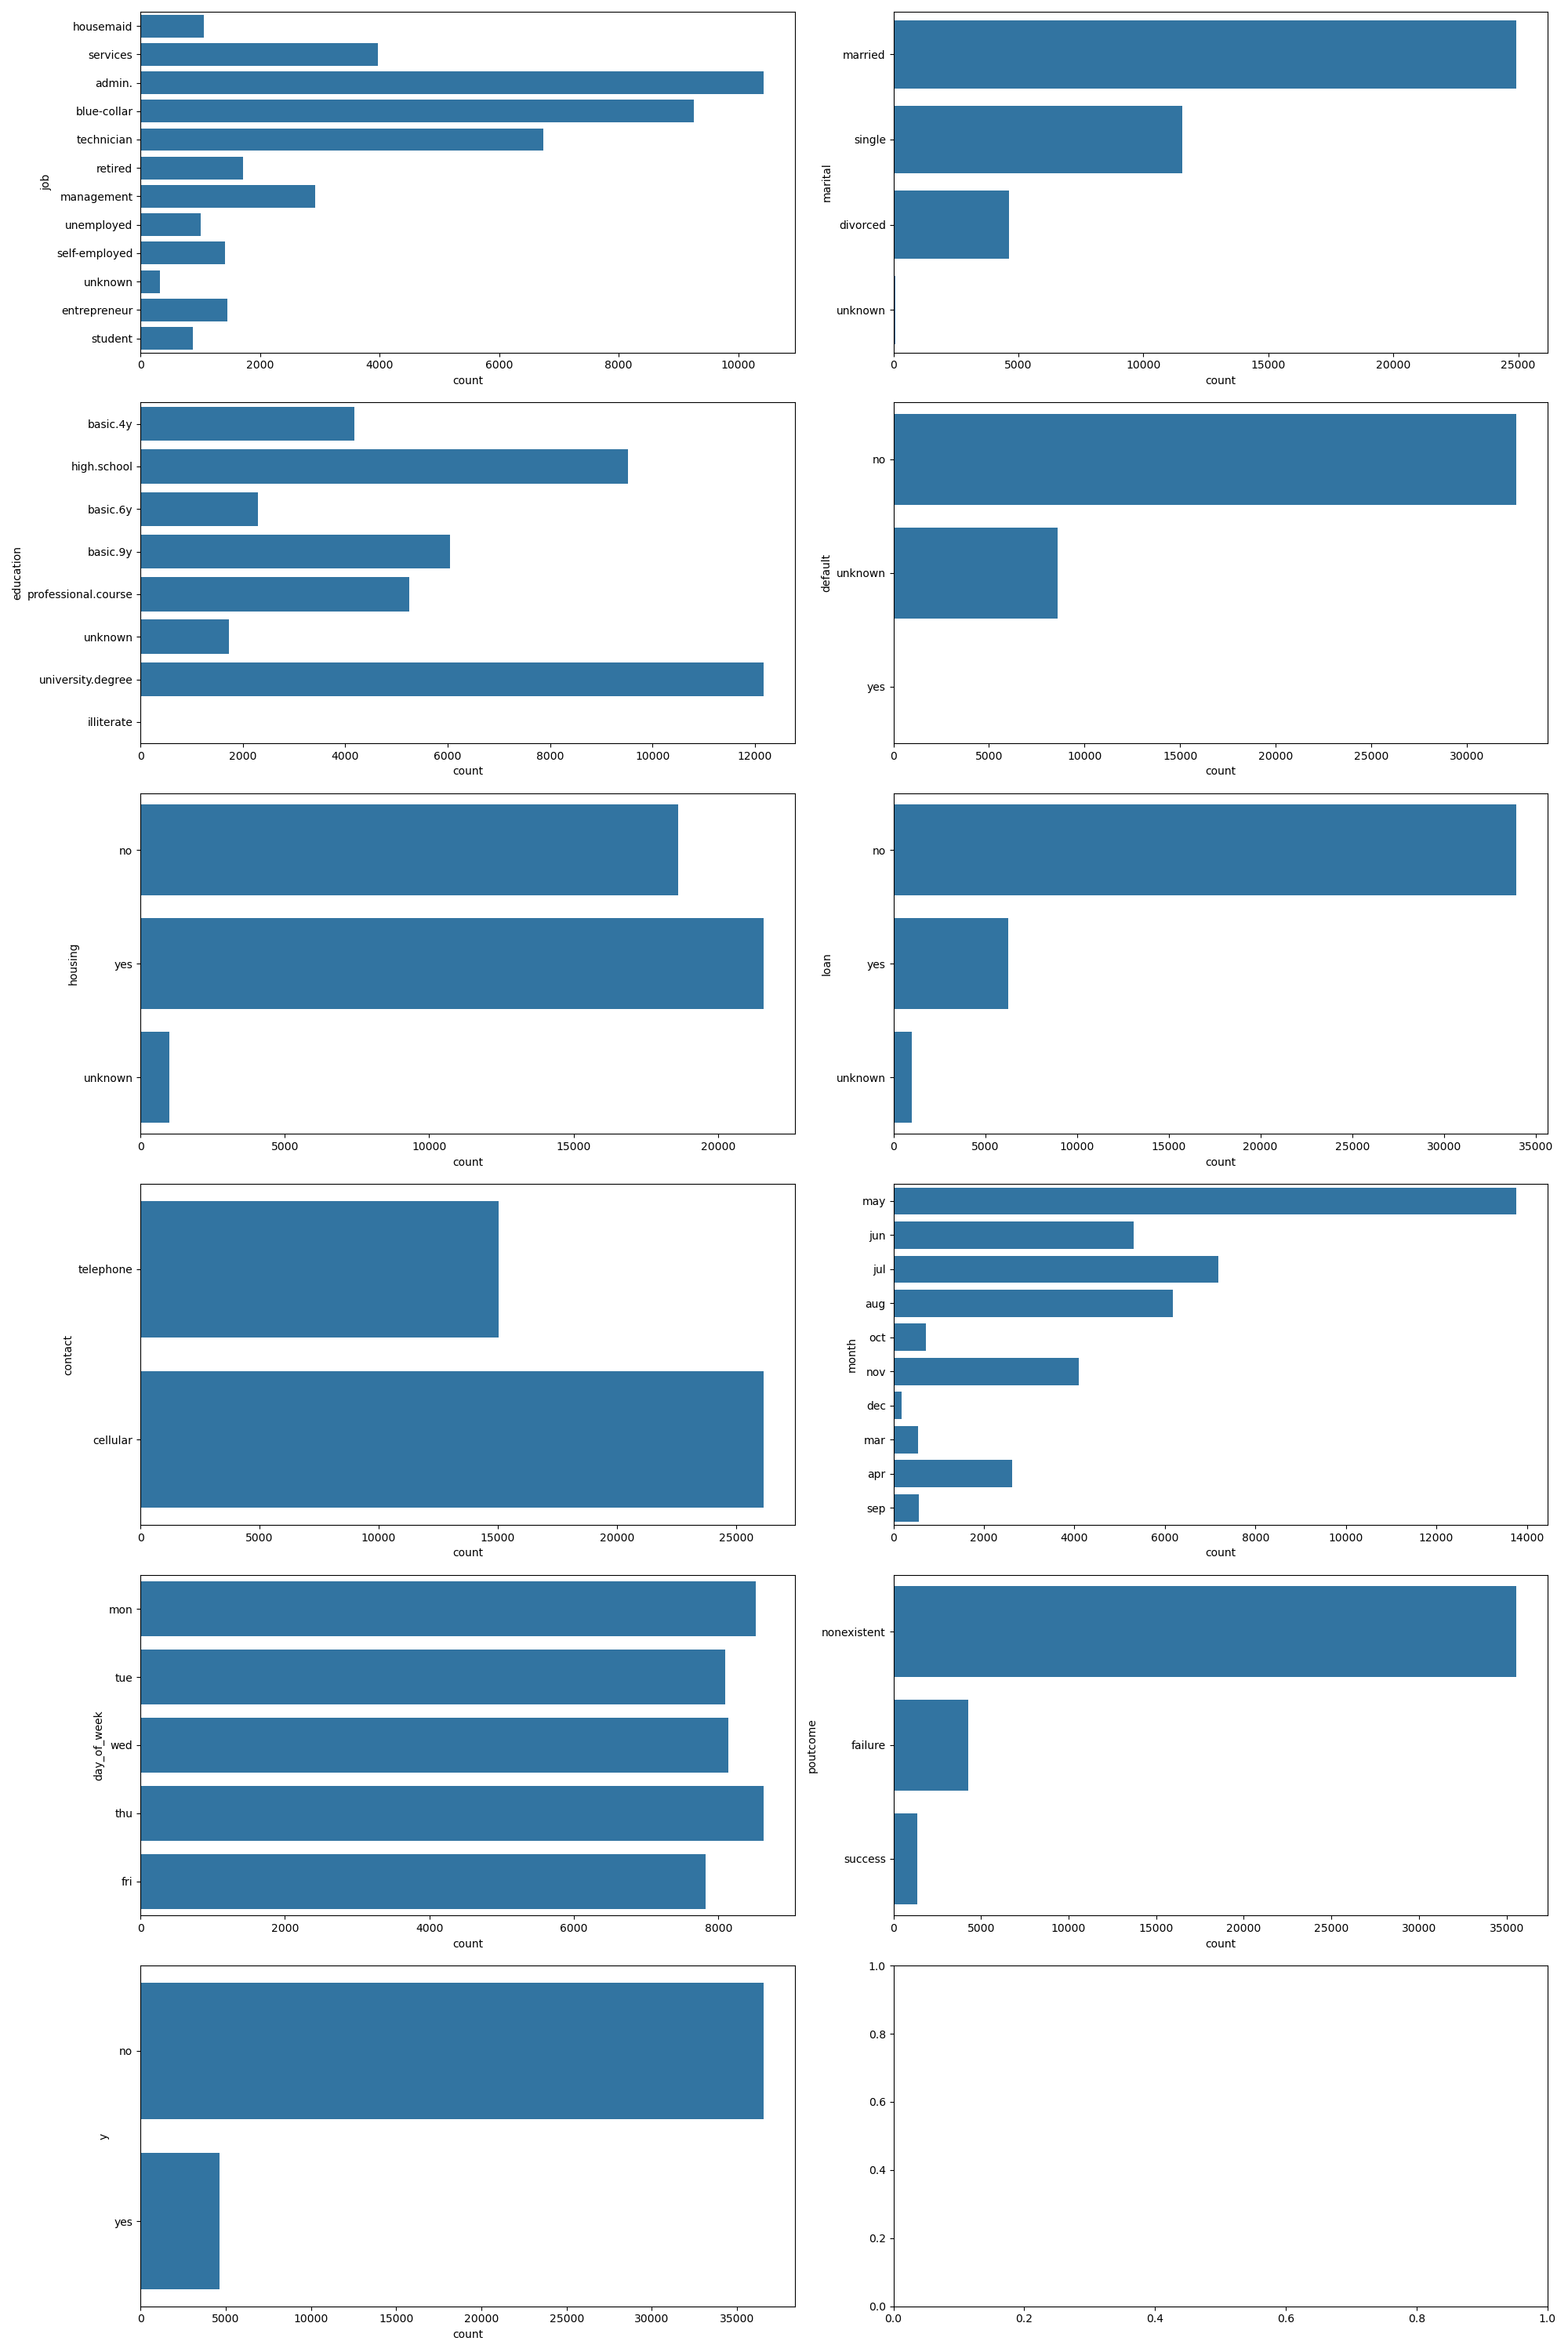 housemaid
services
admin.
blue-collar
technician
retired
management
unemployed
self-employed
unknown
entrepreneur
student
job
0 2000 4000 6000 8000 10000
count
married
single
divorced
unknown
marital
0 5000 10000 15000 20000 25000
count
basic.4y
high.school
basic.6y
basic.9y
professional.course
unknown
university.degree
illiterate
education
0 2000 4000 6000 8000 10000 12000
count
no
unknown
yes
default
0 5000 10000 15000 20000 25000 30000
count
no
yes
unknown
housing
0 5000 10000 15000 20000
count
no
yes
unknown
loan
0 5000 10000 15000 20000 25000 30000 35000
count
telephone
cellular
contact
0 5000 10000 15000 20000 25000
count
may
jun
jul
aug
oct
nov
dec
mar
apr
sep
month
0 2000 4000 6000 8000 10000 12000 14000
count
mon
tue
wed
thu
fri
day_of_week
0 2000 4000 6000 8000
count
nonexistent
failure
success
poutcome
0 5000 10000 15000 20000 25000 30000 35000
count
no
yes
y
0 5000 10000 15000 20000 25000 30000 35000
count
1.0
0.8
0.6
0.4
0.2
0.0
0.0 0.2 0.4 0.6 0.8 1.0